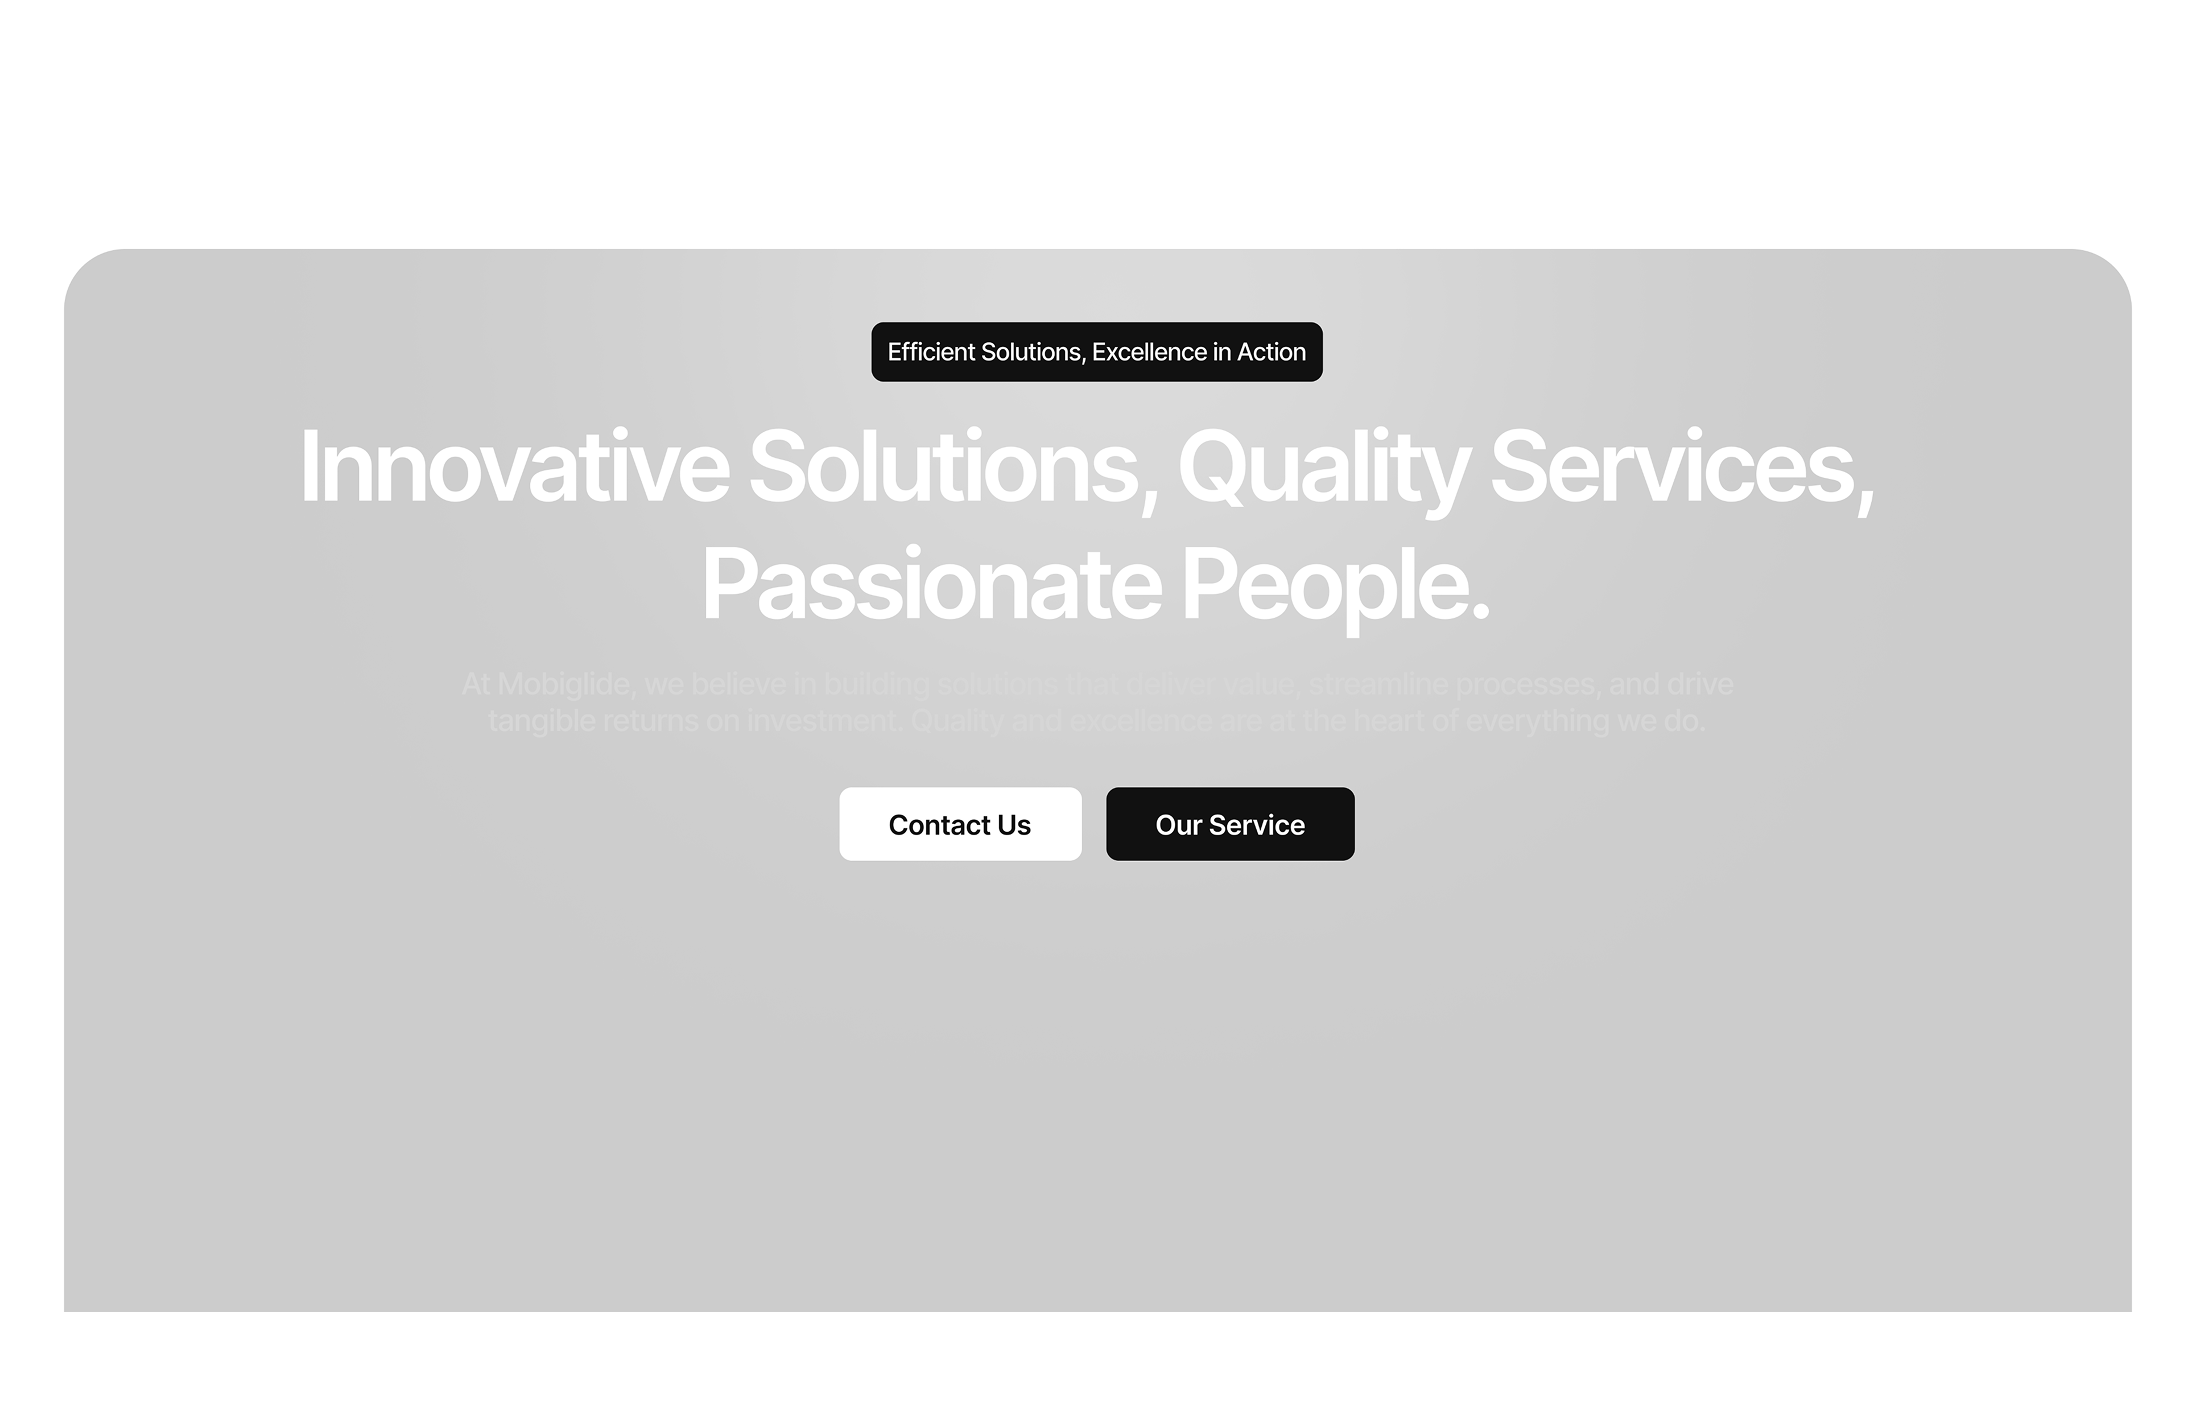 Efficient Solutions, Excellence in Action
Innovative Solutions, Quality Services,
Passionate People.
At Mobiglide, we believe in building solutions that deliver value, streamline processes, and drive
tangible returns on investment. Quality and excellence are at the heart of everything we do.
Contact Us
Our Service